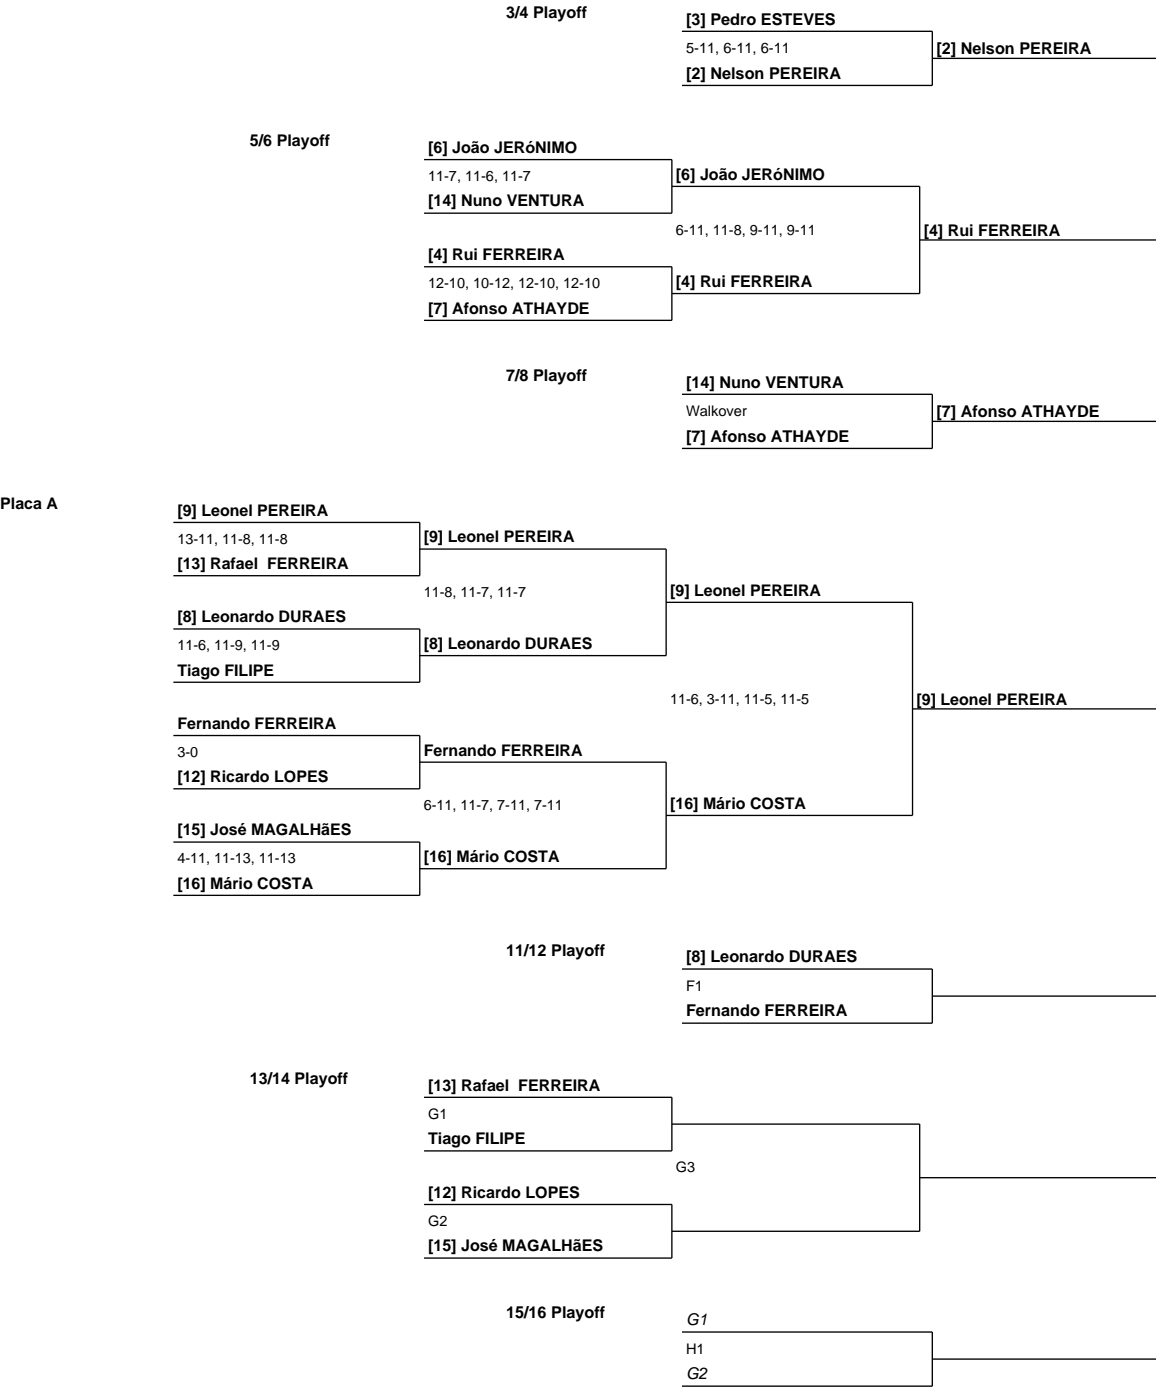 3/4 Playoff
[3] Pedro ESTEVES
5-11, 6-11, 6-11
[2] Nelson PEREIRA
[2] Nelson PEREIRA
5/6 Playoff
[6] João JERóNIMO
11-7, 11-6, 11-7
[6] João JERóNIMO
[14] Nuno VENTURA
6-11, 11-8, 9-11, 9-11
[4] Rui FERREIRA
[4] Rui FERREIRA
12-10, 10-12, 12-10, 12-10
[4] Rui FERREIRA
[7] Afonso ATHAYDE
7/8 Playoff
[14] Nuno VENTURA
Walkover
[7] Afonso ATHAYDE
[7] Afonso ATHAYDE
Placa A
[9] Leonel PEREIRA
13-11, 11-8, 11-8
[9] Leonel PEREIRA
[13] Rafael  FERREIRA
11-8, 11-7, 11-7
[9] Leonel PEREIRA
[8] Leonardo DURAES
11-6, 11-9, 11-9
[8] Leonardo DURAES
Tiago FILIPE
11-6, 3-11, 11-5, 11-5
[9] Leonel PEREIRA
Fernando FERREIRA
3-0
Fernando FERREIRA
[12] Ricardo LOPES
6-11, 11-7, 7-11, 7-11
[16] Mário COSTA
[15] José MAGALHãES
4-11, 11-13, 11-13
[16] Mário COSTA
[16] Mário COSTA
11/12 Playoff
[8] Leonardo DURAES
F1
Fernando FERREIRA
13/14 Playoff
[13] Rafael  FERREIRA
G1
Tiago FILIPE
G3
[12] Ricardo LOPES
G2
[15] José MAGALHãES
15/16 Playoff
G1
H1
G2